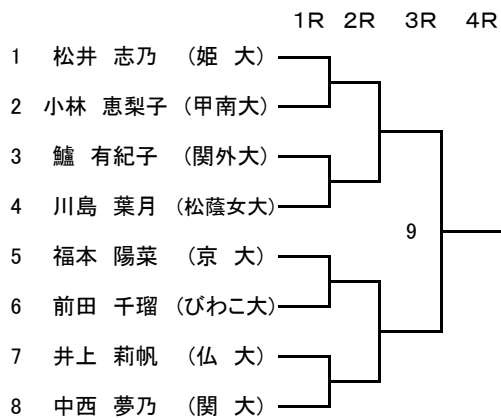 1R 2R 3R 4R
1 松井 志乃 (姫 大)
2 小林 恵梨子 (甲南大)
3 鱸 有紀子 (関外大)
4 川島 葉月 (松蔭女大)
9
5 福本 陽菜 (京 大)
6 前田 千瑠 (びわこ大)
7 井上 莉帆 (仏 大)
8 中西 夢乃 (関 大)